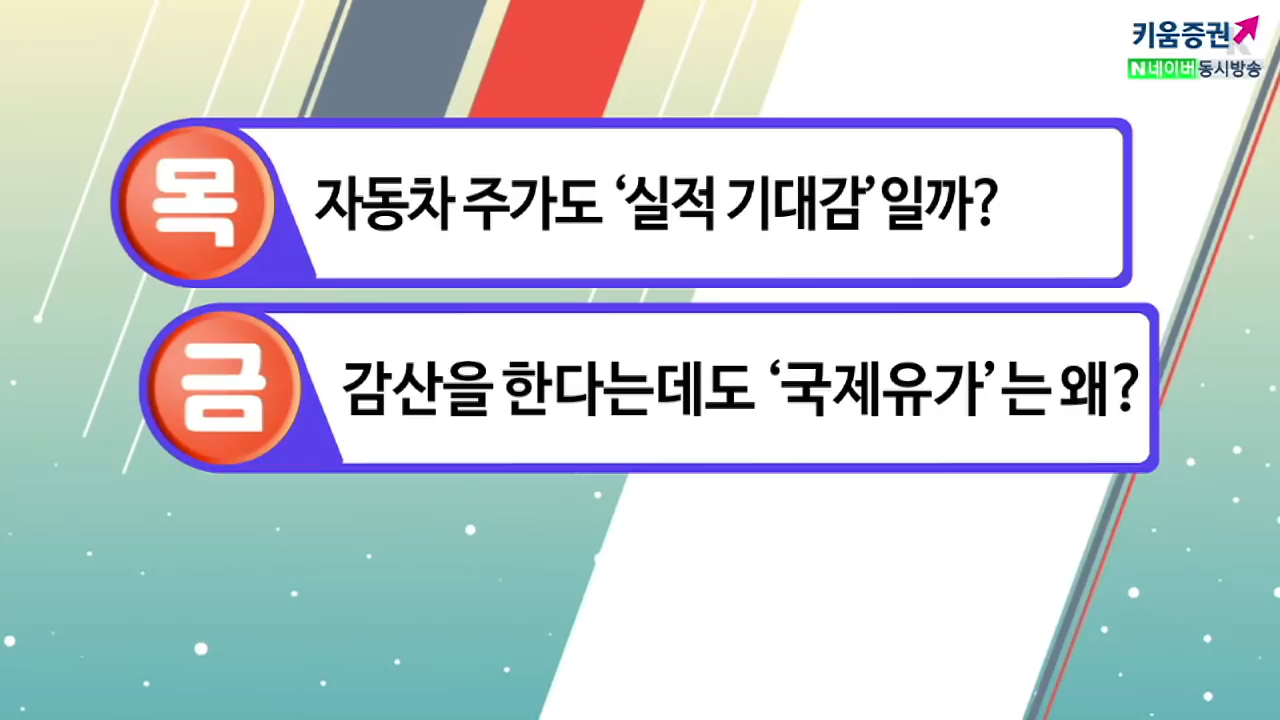 키움증권
N 네이버 동시방송
목
자동차 주가도 ‘실적 기대감’일까?
금
감산을 한다는데도 ‘국제유가’는 왜?